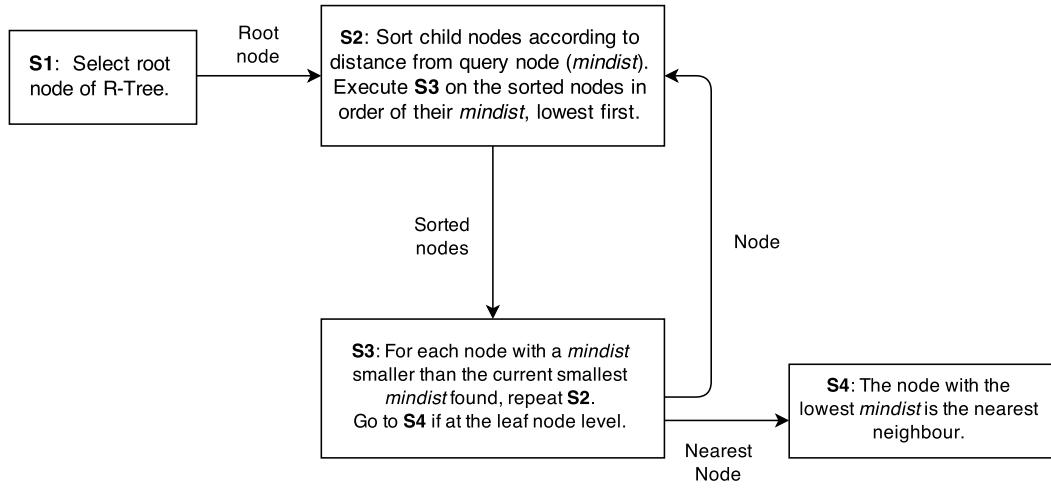 S1: Select root
node of R-Tree.
Root
node
S2: Sort child nodes according to
distance from query node (mindist).
Execute S3 on the sorted nodes in
order of their mindist, lowest first.
Sorted
nodes
Node
S3: For each node with a mindist
smaller than the current smallest
mindist found, repeat S2.
Go to S4 if at the leaf node level.
Nearest
Node
S4: The node with the
lowest mindist is the nearest
neighbour.